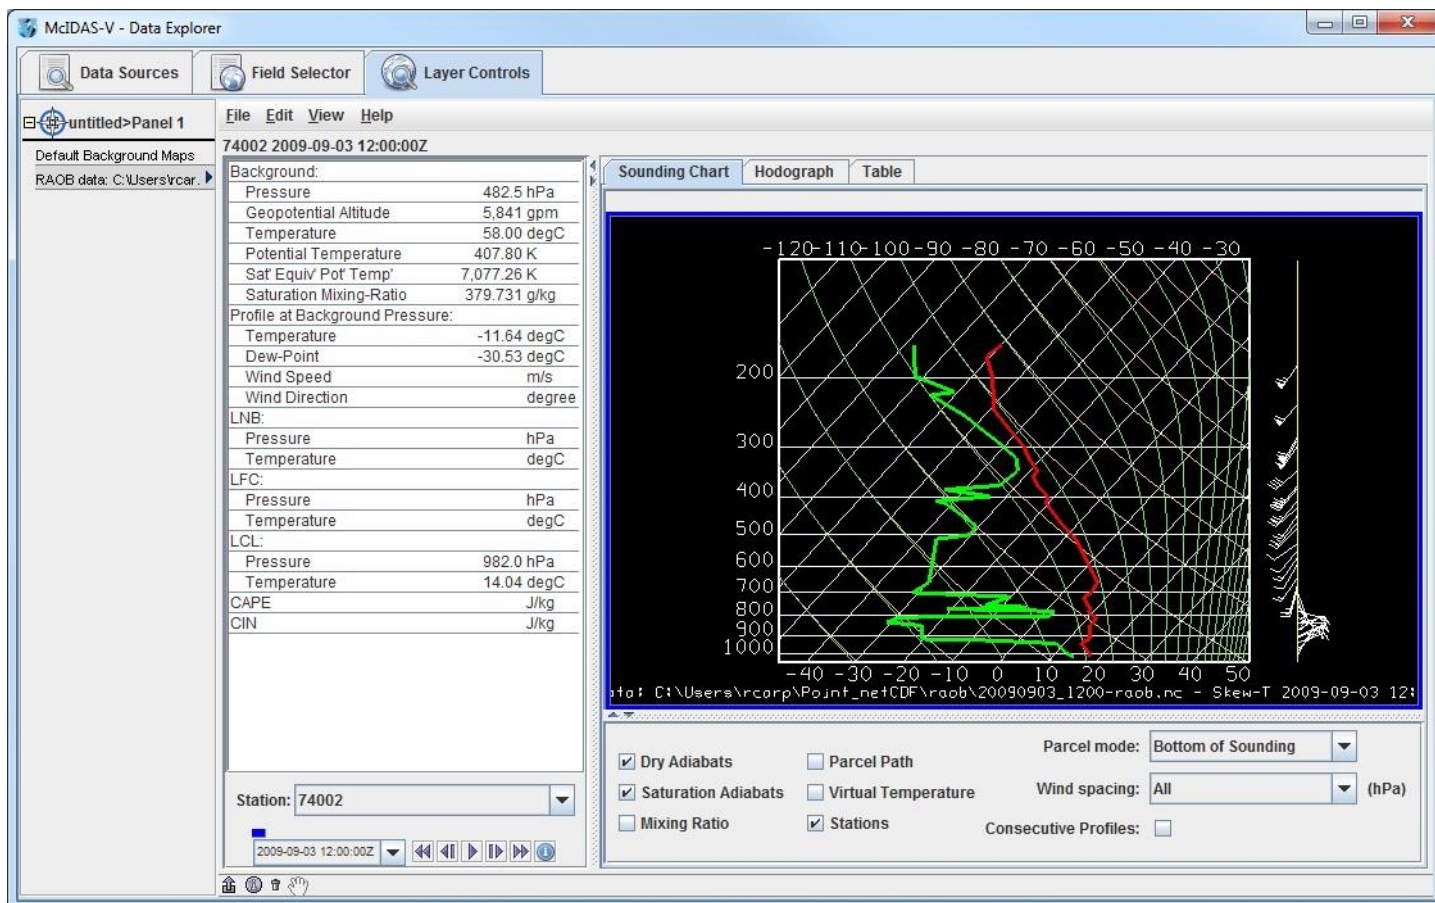 McIDAS-V - Data Explorer
Data Sources
Field Selector
Layer Controls
untitled>Panel 1
Default Background Maps
RAOB data: C:\Users\rcar.
File Edit View Help
74002 2009-09-03 12:00:00Z
Background:
Pressure 482.5 hPa
Geopotential Altitude 5,841 gpm
Temperature 58.00 degC
Potential Temperature 407.80 K
Sat' Equiv' Pot' Temp' 7,077.26 K
Saturation Mixing-Ratio 379.731 g/kg
Profile at Background Pressure:
Temperature -11.64 degC
Dew-Point -30.53 degC
Wind Speed m/s
Wind Direction degree
LNB:
Pressure hPa
Temperature degC
LFC:
Pressure hPa
Temperature degC
LCL:
Pressure 982.0 hPa
Temperature 14.04 degC
CAPE J/kg
CIN J/kg
Station: 74002
2009-09-03 12:00:00Z
Sounding Chart Hodograph Table
-120 -110 -100 -90 -80 -70 -60 -50 -40 -30
200
300
400
500
600
700
800
900
1000
-40 -30 -20 -10 0 10 20 30 40 50
ata: C:\Users\rcarp\Point_netCDF\raob\20090903_1200-raob.nc - Skew-T 2009-09-03 12:
Dry Adiabats Parcel Path Parcel mode: Bottom of Sounding
Saturation Adiabats Virtual Temperature Wind spacing: All (hPa)
Mixing Ratio Stations Consecutive Profiles: